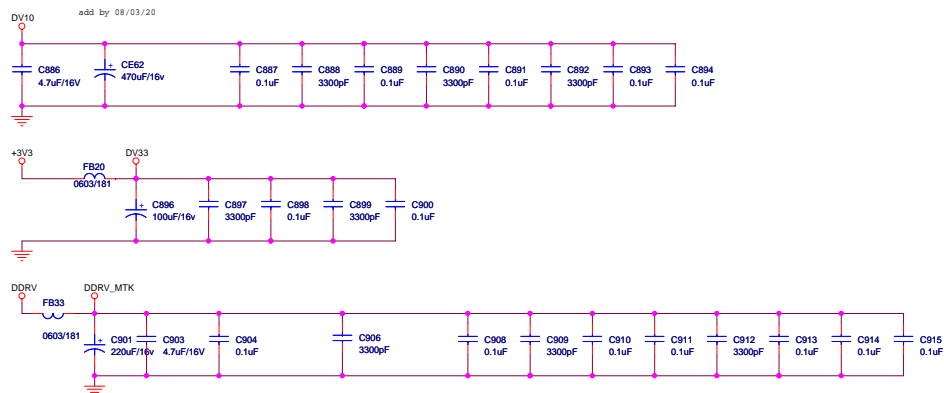 add by 08/03/20
DV10
C886
4.7uF/16V
CE62
470uF/16v
C887
0.1uF
C888
3300pF
C889
0.1uF
C890
3300pF
C891
0.1uF
C892
3300pF
C893
0.1uF
C894
0.1uF
+3V3
FB20
0603/181
DV33
C896
100uF/16v
C897
3300pF
C898
0.1uF
C899
3300pF
C900
0.1uF
DDRV
FB33
0603/181
DDRV_MTK
C901
220uF/16v
C903
4.7uF/16V
C904
0.1uF
C906
3300pF
C908
0.1uF
C909
3300pF
C910
0.1uF
C911
0.1uF
C912
3300pF
C913
0.1uF
C914
0.1uF
C915
0.1uF